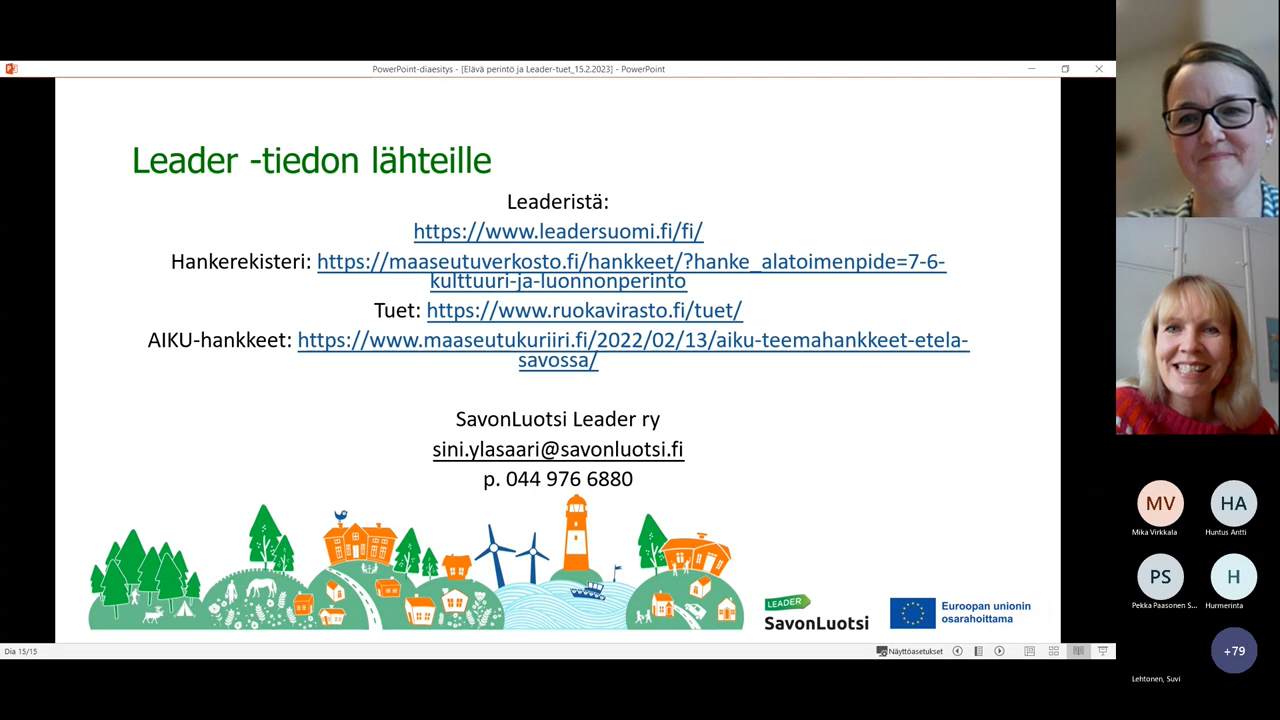 PowerPoint-diaesitys - [Elävä perintö ja Leader-tuet_15.2.2023] - PowerPoint
Leader -tiedon lähteille
Leaderistä:
https://www.leadersuomi.fi/fi/
Hankerekisteri: https://maaseutuverkosto.fi/hankkeet/?hanke_alatoimenpide=7-6-
kulttuuri-ja-luonnonperinto
Tuet: https://www.ruokavirasto.fi/tuet/
AIKU-hankkeet: https://www.maaseutukuriiri.fi/2022/02/13/aiku-teemahankkeet-etela-
savossa/
SavonLuotsi Leader ry
sini.ylasaari@savonluotsi.fi
p. 044 976 6880
LEADER
SavonLuotsi
Euroopan unionin
osarahoittama
Dia 15/15
Näyttöasetukset
MV
HA
Mika Virkkala
Huntus Antti
PS
H
Pekka Paasonen S...
Hurmerinta
+79
Lehtonen, Suvi